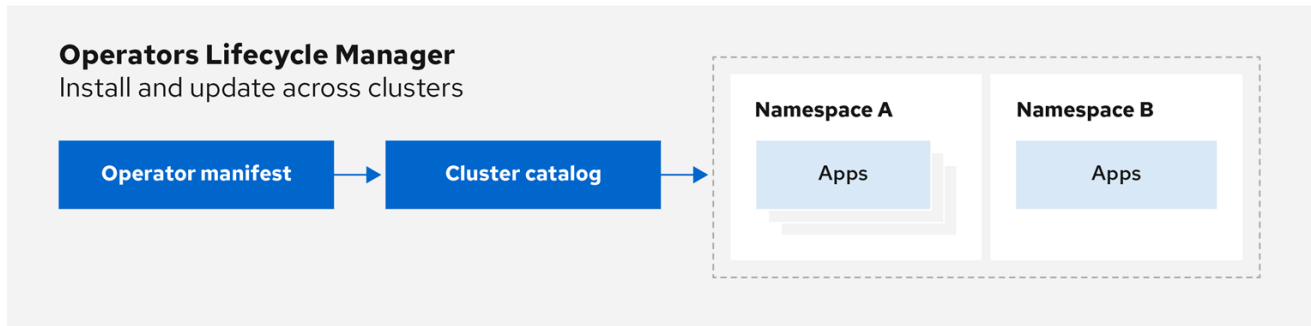 Operators Lifecycle Manager
Install and update across clusters
Operator manifest
Cluster catalog
Namespace A
Apps
Namespace B
Apps